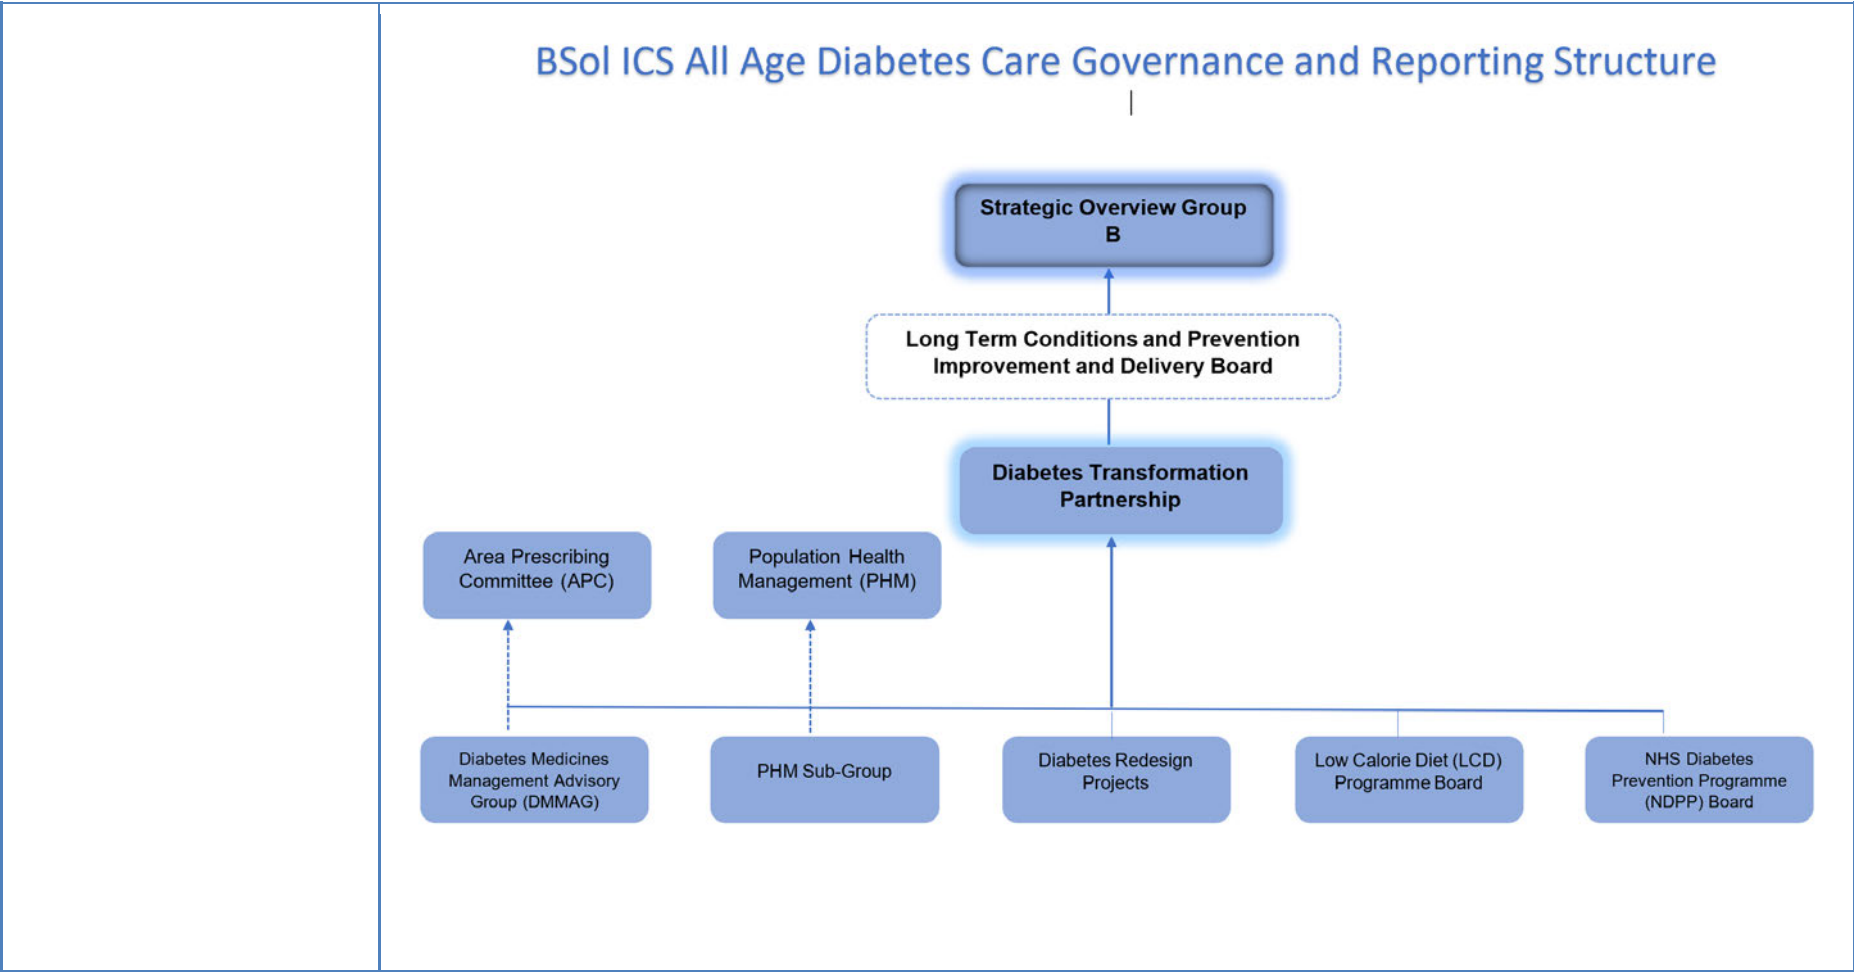 BSol ICS All Age Diabetes Care Governance and Reporting Structure
Strategic Overview Group
B
Long Term Conditions and Prevention
Improvement and Delivery Board
Diabetes Transformation
Partnership
Area Prescribing
Committee (APC)
Population Health
Management (PHM)
Diabetes Medicines
Management Advisory
Group (DMMAG)
PHM Sub-Group
Diabetes Redesign
Projects
Low Calorie Diet (LCD)
Programme Board
NHS Diabetes
Prevention Programme
(NDPP) Board